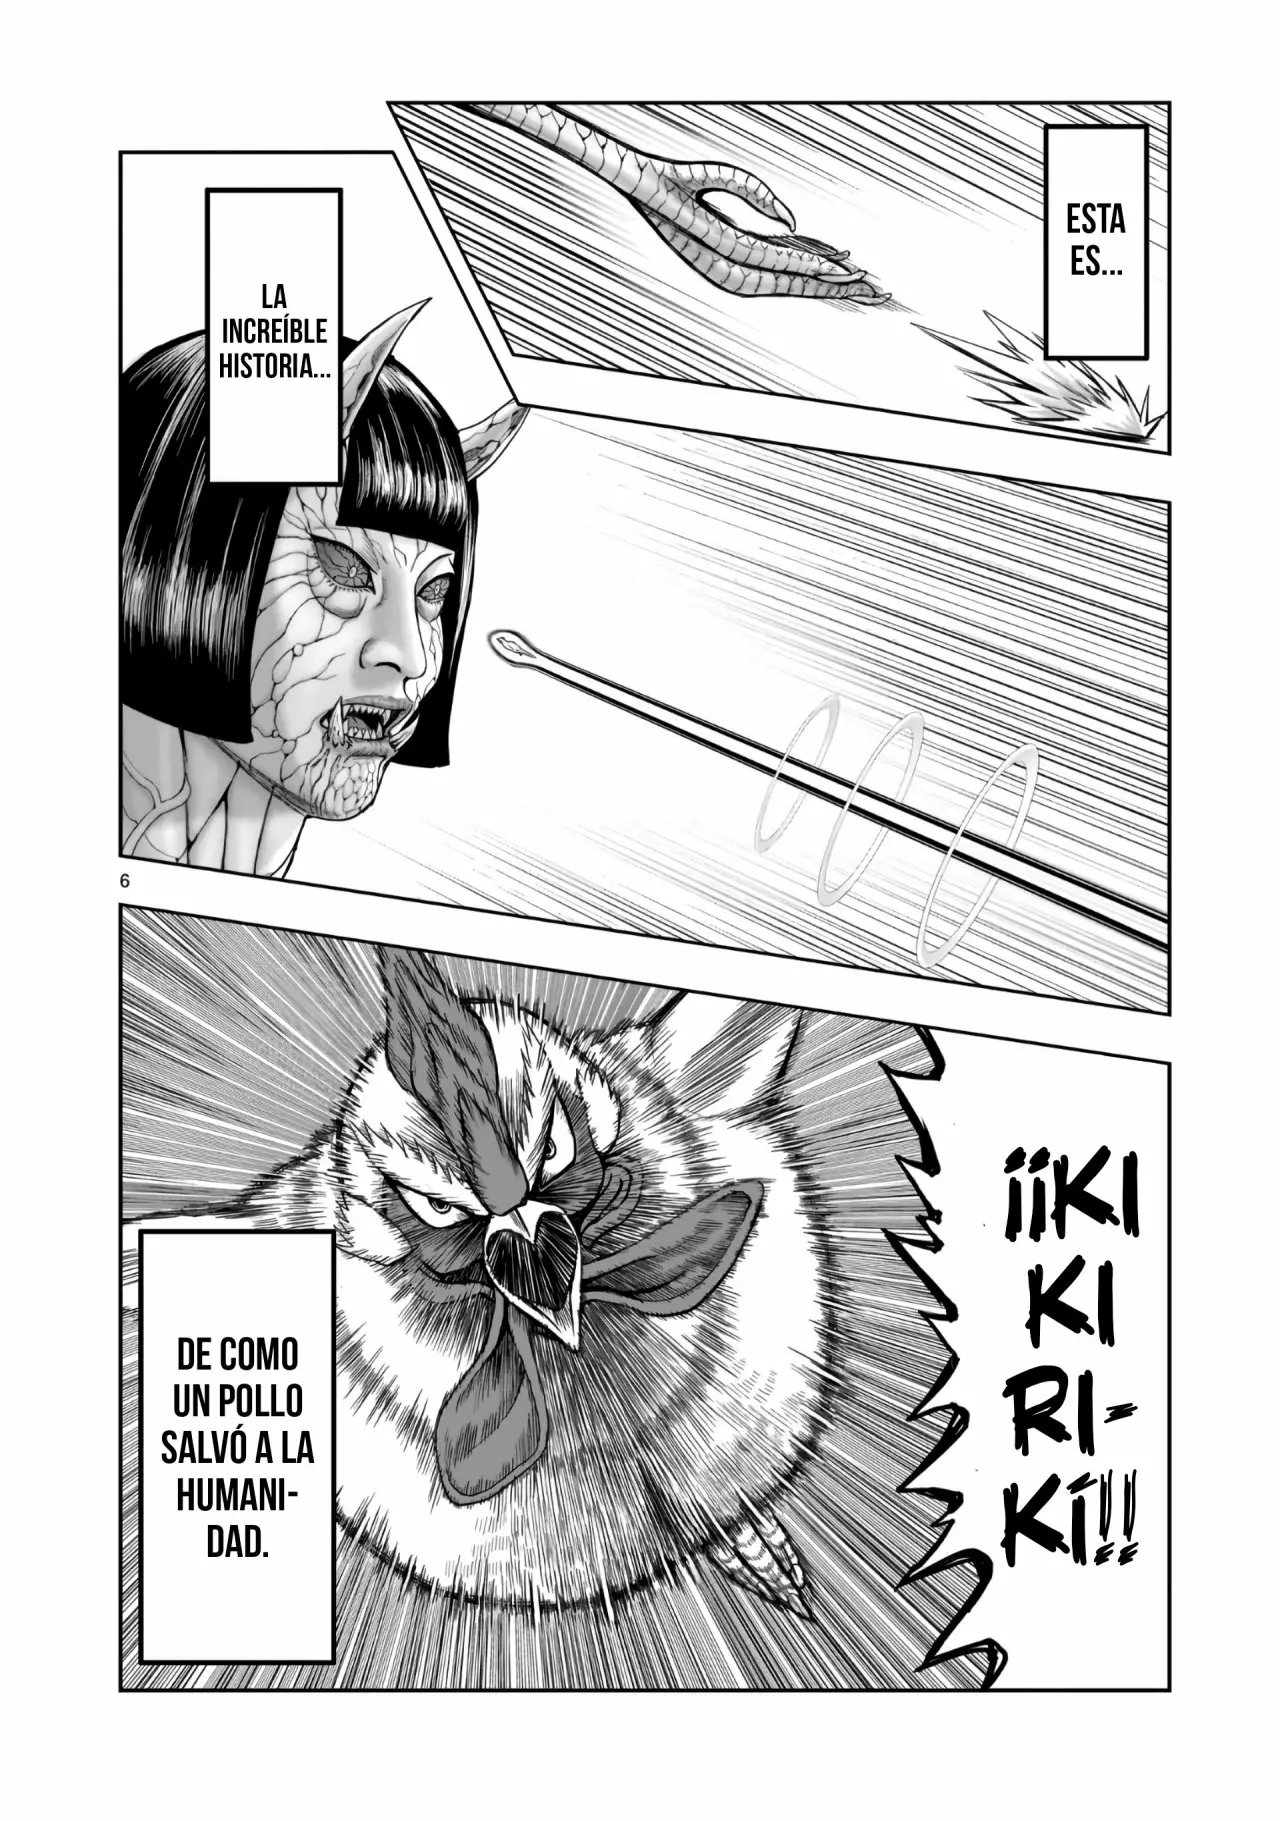 ESTA
ES...
LA
INCREÍBLE
HISTORIA...
6
¡¡KI
KI
RI-
KÍ!!
DE COMO
UN POLLO
SALVÓ A LA
HUMANI-
DAD.